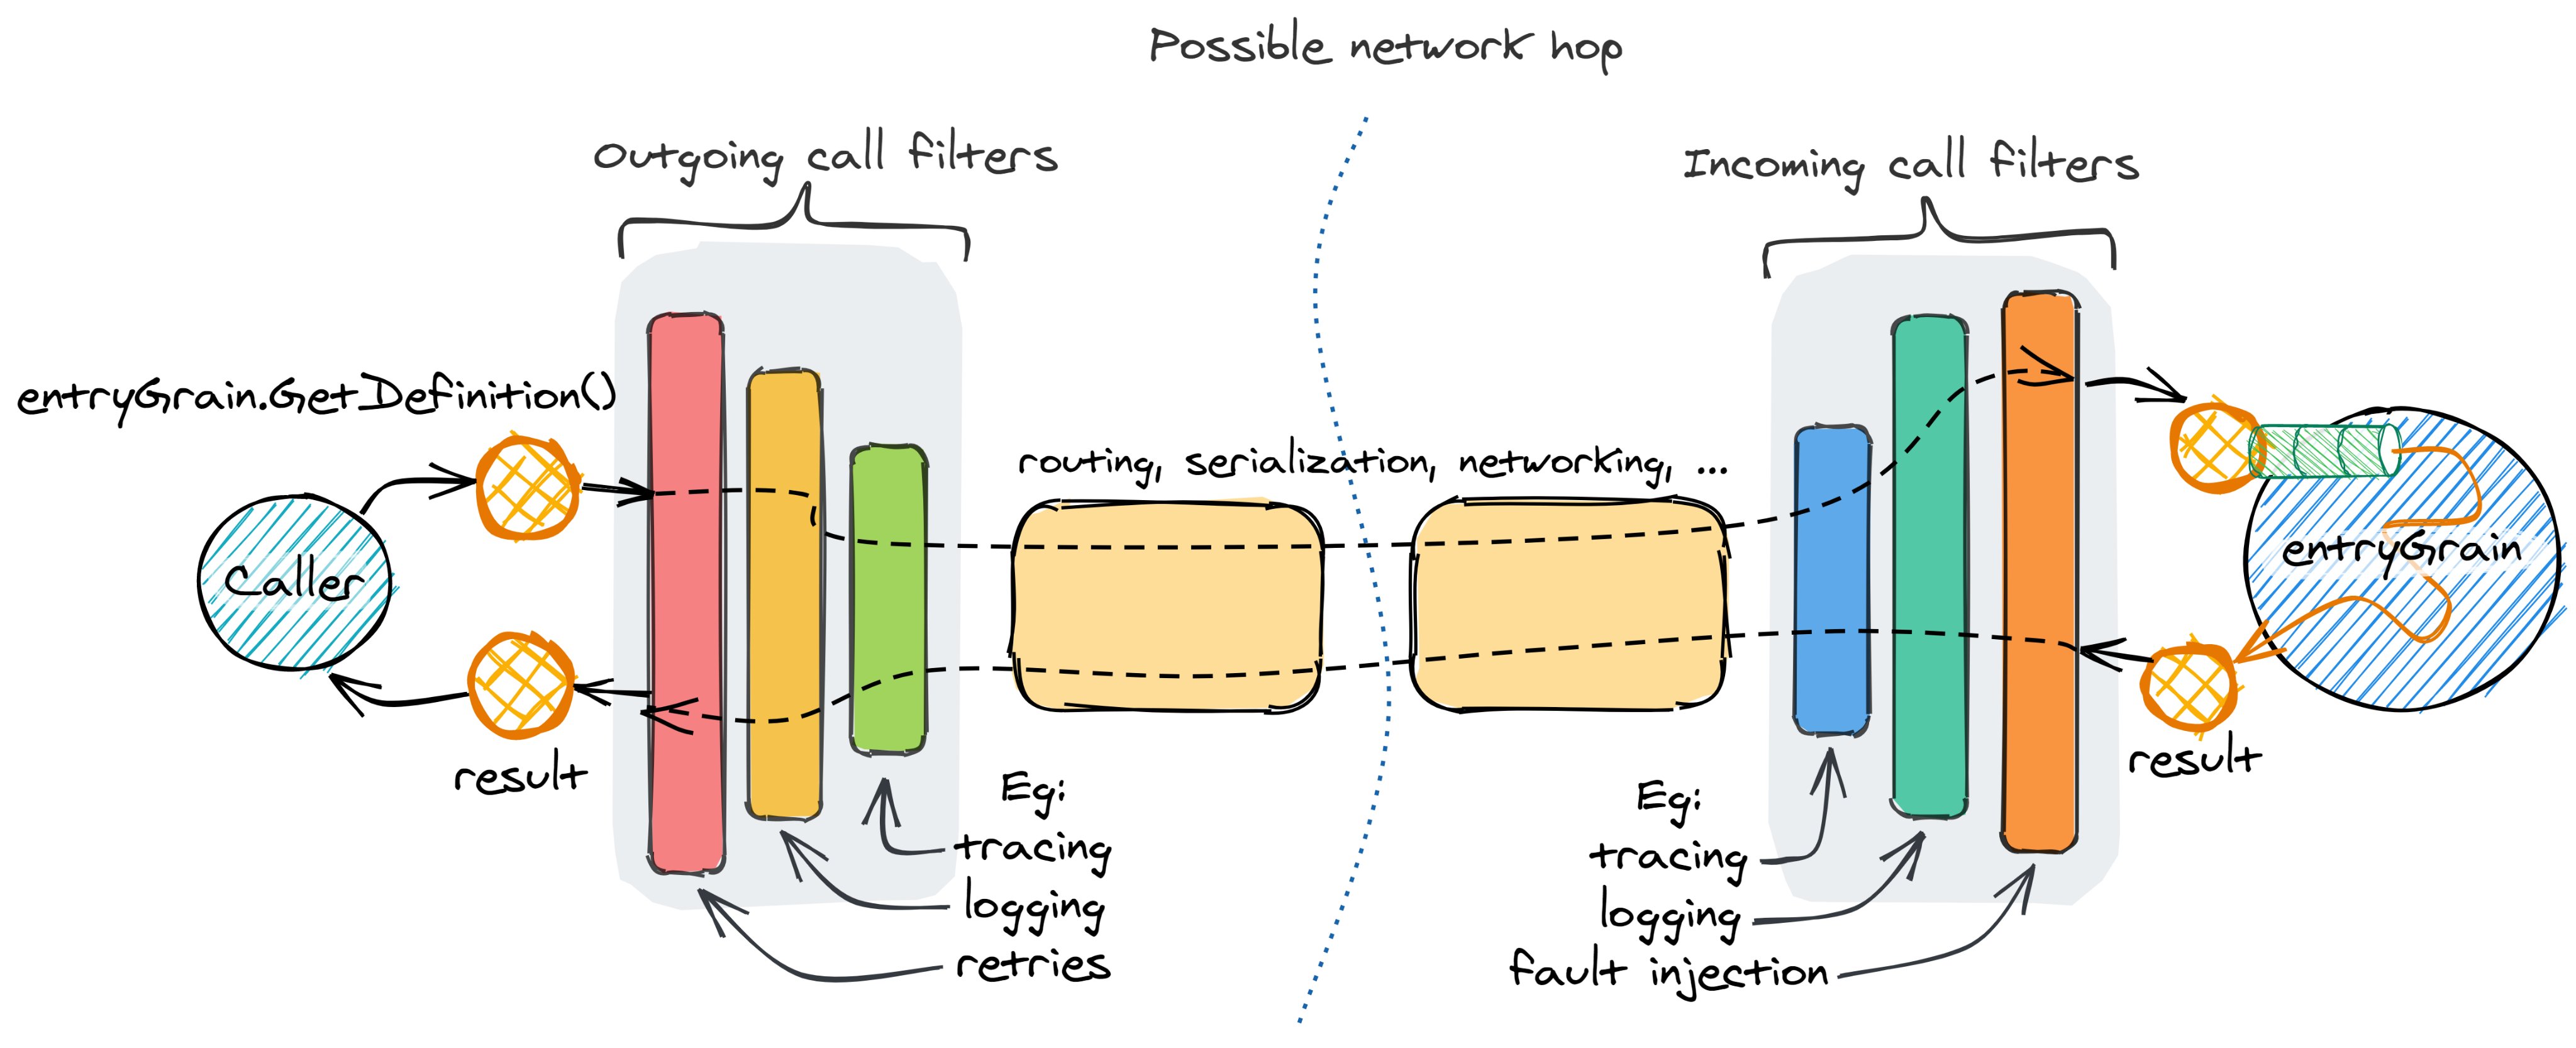 Possible network hop
Outgoing call filters
Incoming call filters
entryGrain.GetDefinition()
routing, serialization, networking, ...
Caller
entryGrain
result
result
Eg:
tracing
logging
retries
Eg:
tracing
logging
fault injection